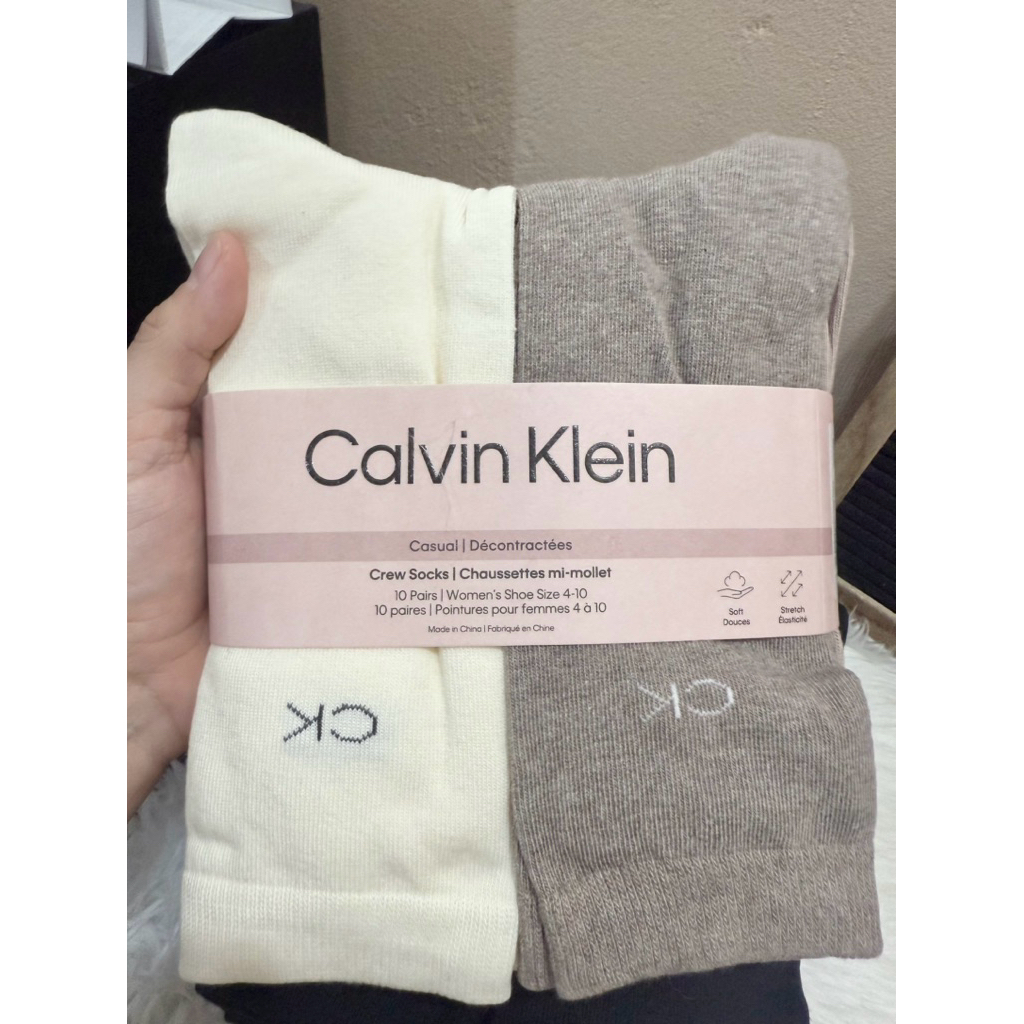 Calvin Klein
Casual | Décontractées
Crew Socks | Chaussettes mi-mollet
10 Pairs | Women's Shoe Size 4-10
10 paires | Pointures pour femmes 4 à 10
Made in China | Fabriqué en Chine
Soft
Douces
Stretch
Élasticité
CK
CK